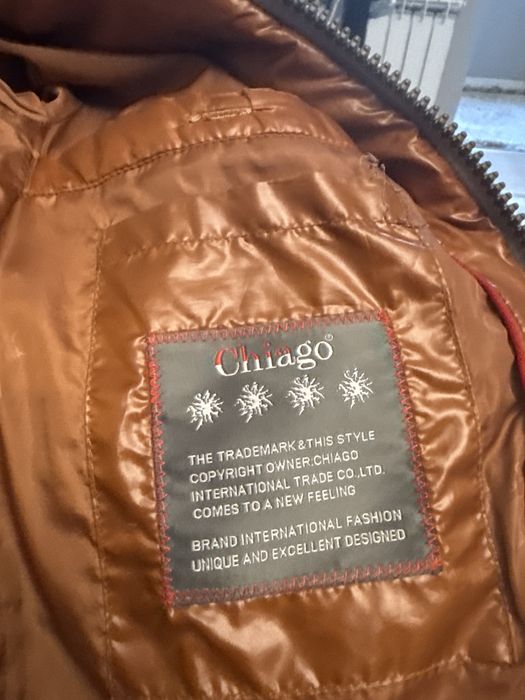 Chiago®
THE TRADEMARK&THIS STYLE
COPYRIGHT OWNER.CHIAGO
INTERNATIONAL TRADE CO.,LTD.
COMES TO A NEW FEELING
BRAND INTERNATIONAL FASHION
UNIQUE AND EXCELLENT DESIGNED